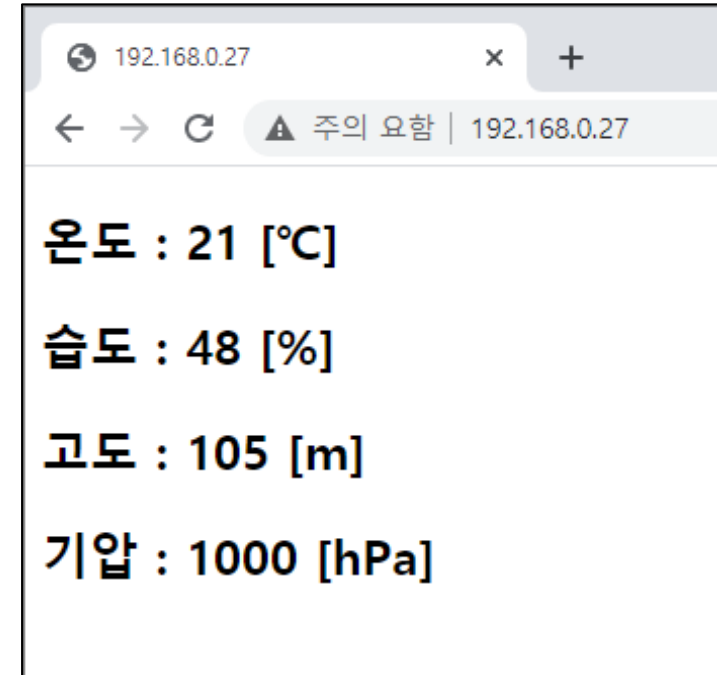 192.168.0.27
주의 요함 | 192.168.0.27
온도 : 21 [℃]
습도 : 48 [%]
고도 : 105 [m]
기압 : 1000 [hPa]